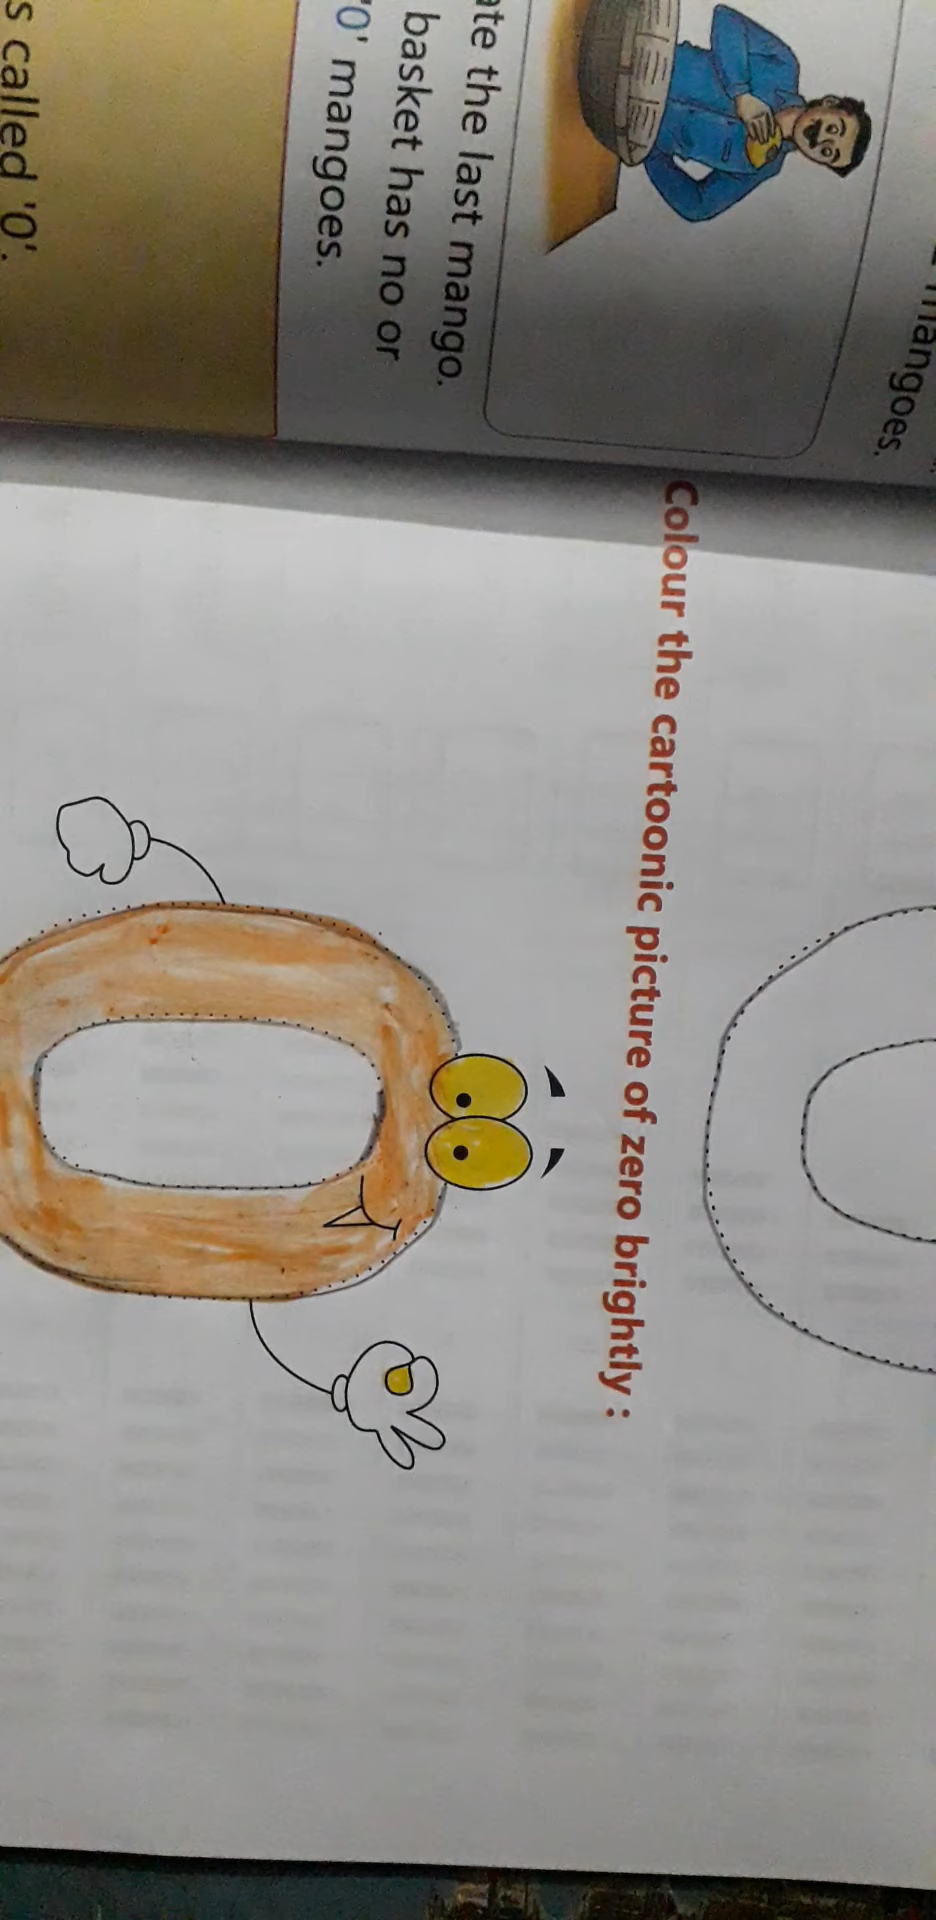 mangoes.
ate the last mango.
basket has no or
'0' mangoes.
s called '0'.
Colour the cartoonic picture of zero brightly :